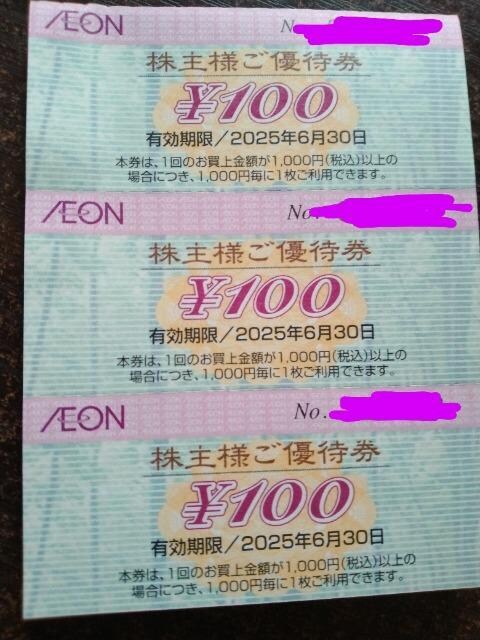 ÆON No.
株主様ご優待券
¥100
有効期限/2025年6月30日
本券は、1回のお買上金額が1,000円(税込)以上の
場合につき、1,000円毎に1枚ご利用できます。
ÆON No.
株主様ご優待券
¥100
有効期限/2025年6月30日
本券は、1回のお買上金額が1,000円(税込)以上の
場合につき、1,000円毎に1枚ご利用できます。
ÆON No.
株主様ご優待券
¥100
有効期限/2025年6月30日
本券は、1回のお買上金額が1,000円(税込)以上の
場合につき、1,000円毎に1枚ご利用できます。